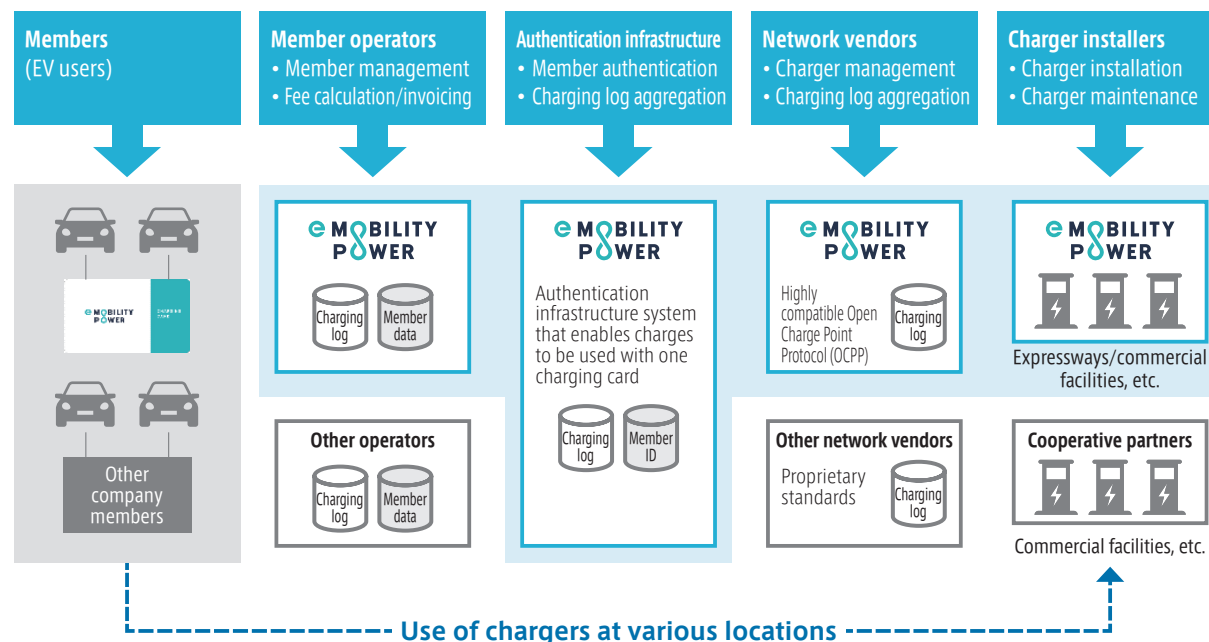 Members
(EV users)
Member operators
• Member management
• Fee calculation/invoicing
Authentication infrastructure
• Member authentication
• Charging log aggregation
Network vendors
• Charger management
• Charging log aggregation
Charger installers
• Charger installation
• Charger maintenance
e MOBILITY
POWER
CHARGING
CARD
Other
company
members
e MOBILITY
POWER
Charging
log
Member
data
Other operators
Charging
log
Member
data
e MOBILITY
POWER
Authentication
infrastructure system
that enables charges
to be used with one
charging card
Charging
log
Member
ID
e MOBILITY
POWER
Highly
compatible Open
Charge Point
Protocol (OCPP)
Charging
log
Other network vendors
Proprietary
standards
Charging
log
e MOBILITY
POWER
Expressways/commercial
facilities, etc.
Cooperative partners
Commercial facilities, etc.
Use of chargers at various locations